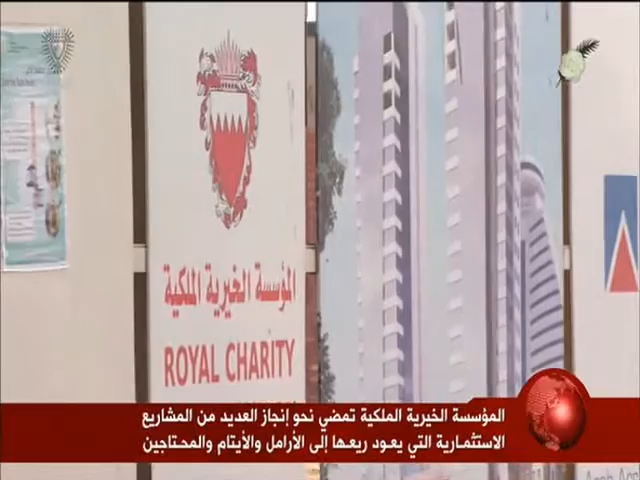 المؤسسة الخيرية الملكية
ROYAL CHARITY
المؤسسة الخيرية الملكية تمضي نحو إنجاز العديد من المشاريع
الاستثمارية التي يعود ريعها إلى الأرامل والأيتام والمحتاجين